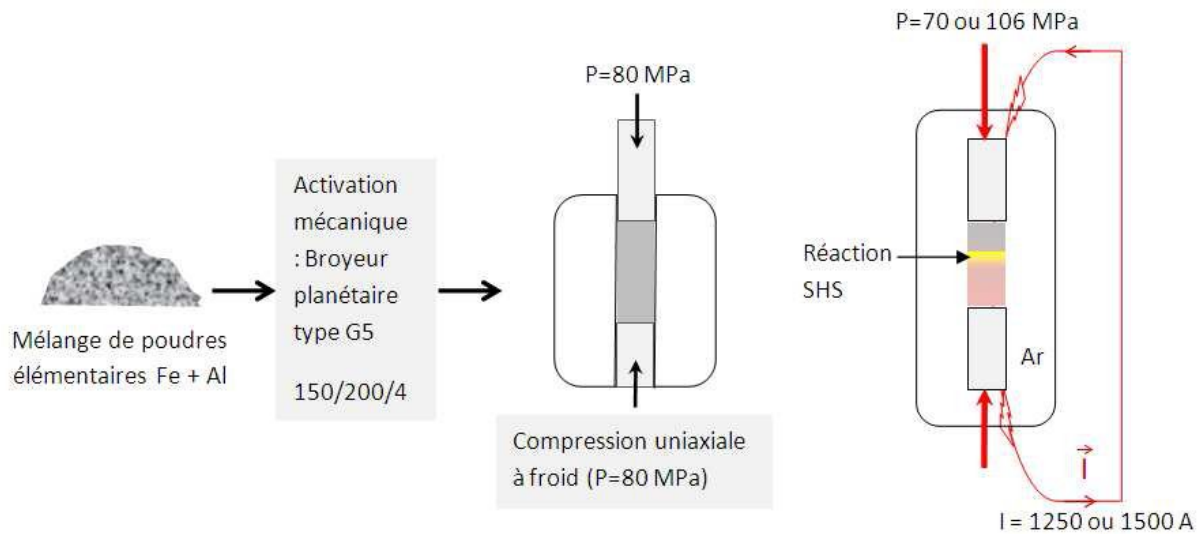 Mélange de poudres
élémentaires Fe + Al
Activation
mécanique
: Broyeur
planétaire
type G5
150/200/4
P=80 MPa
Compression uniaxiale
à froid (P=80 MPa)
P=70 ou 106 MPa
Réaction
SHS
Ar
I
I = 1250 ou 1500 A